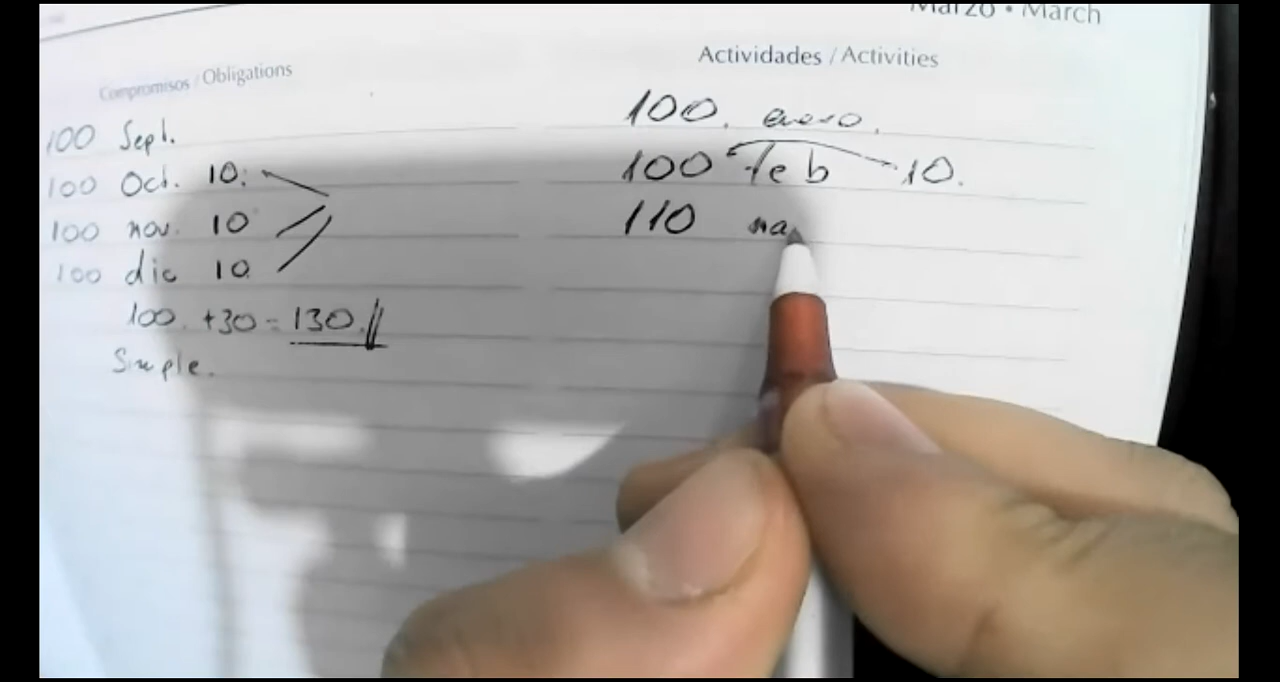 Marzo • March
Compromisos / Obligations
100 Sept.
100 Oct. 10.
100 nov. 10
100 dic 10
100. +30 = 130.
Simple.
Actividades / Activities
100. enero.
100 feb 10.
110 ma